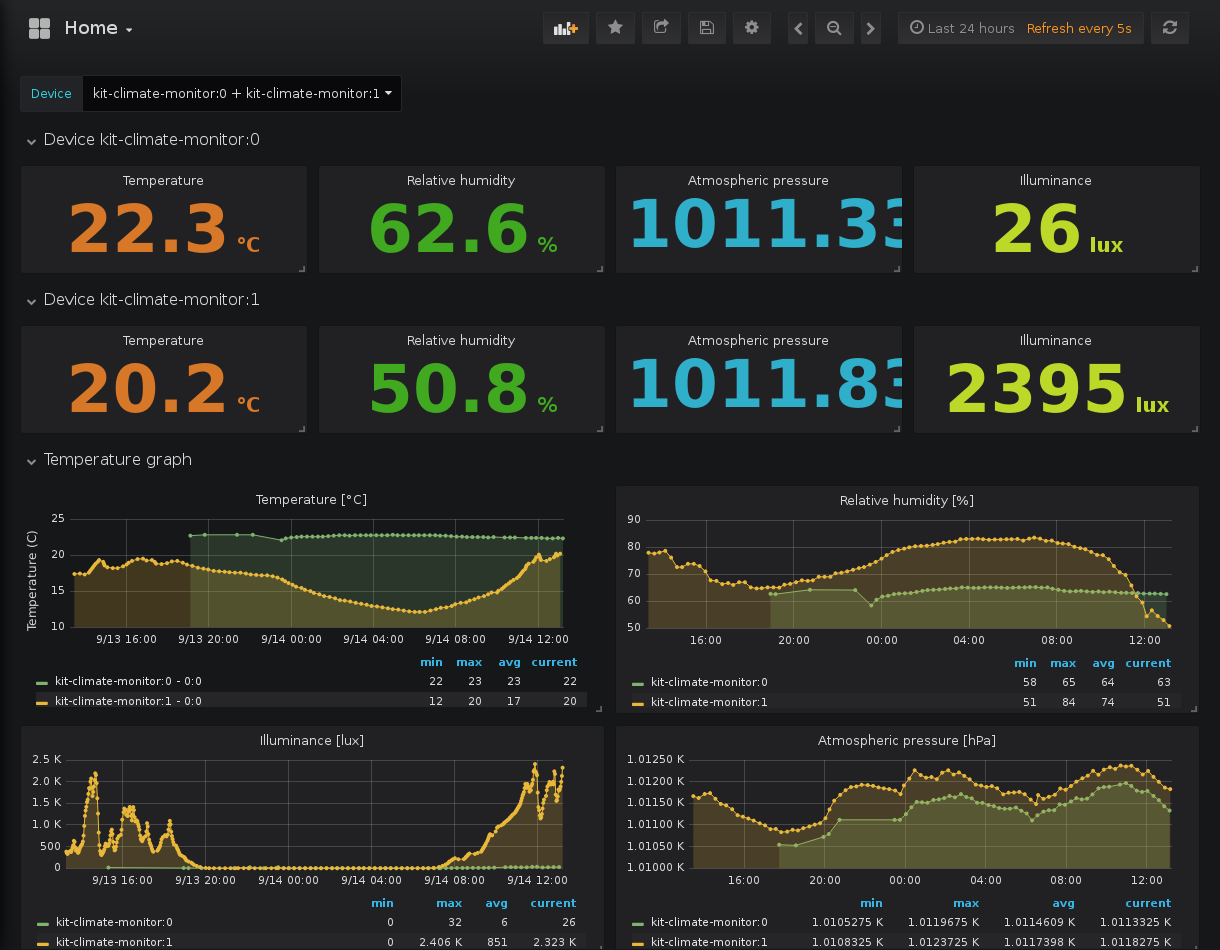 Home
Last 24 hours Refresh every 5s
Device kit-climate-monitor:0 + kit-climate-monitor:1
Device kit-climate-monitor:0
Temperature Relative humidity Atmospheric pressure Illuminance
22.3 °C 62.6 % 1011.33 26 lux
Device kit-climate-monitor:1
Temperature Relative humidity Atmospheric pressure Illuminance
20.2 °C 50.8 % 1011.83 2395 lux
Temperature graph
Temperature [°C]
Temperature (C)
25
20
15
10
9/13 16:00 9/13 20:00 9/14 00:00 9/14 04:00 9/14 08:00 9/14 12:00
min max avg current
kit-climate-monitor:0 - 0:0 22 23 23 22
kit-climate-monitor:1 - 0:0 12 20 17 20
Relative humidity [%]
90
80
70
60
50
16:00 20:00 00:00 04:00 08:00 12:00
min max avg current
kit-climate-monitor:0 58 65 64 63
kit-climate-monitor:1 51 84 74 51
Illuminance [lux]
2.5 K
2.0 K
1.5 K
1.0 K
500
0
9/13 16:00 9/13 20:00 9/14 00:00 9/14 04:00 9/14 08:00 9/14 12:00
min max avg current
kit-climate-monitor:0 0 32 6 26
kit-climate-monitor:1 0 2.406 K 851 2.323 K
Atmospheric pressure [hPa]
1.01250 K
1.01200 K
1.01150 K
1.01100 K
1.01050 K
1.01000 K
16:00 20:00 00:00 04:00 08:00 12:00
min max avg current
kit-climate-monitor:0 1.0105275 K 1.0119675 K 1.0114609 K 1.0113325 K
kit-climate-monitor:1 1.0108325 K 1.0123725 K 1.0117398 K 1.0118275 K